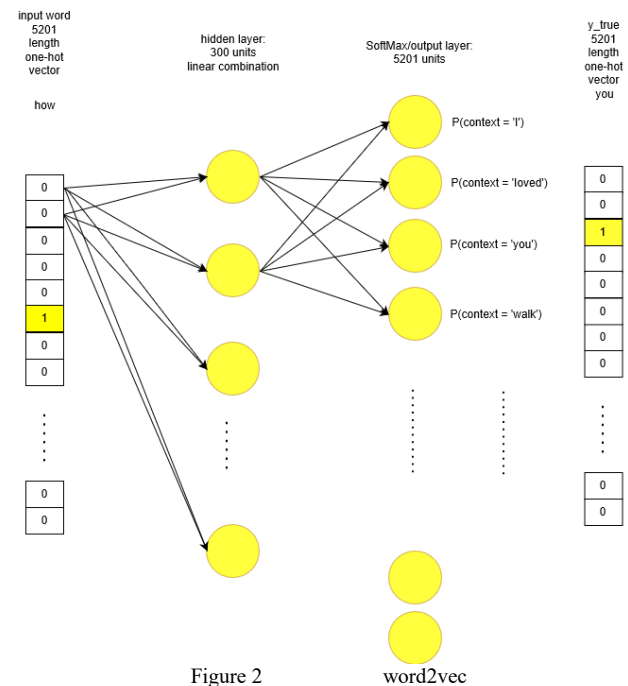 input word
5201
length
one-hot
vector
how
hidden layer:
300 units
linear combination
SoftMax/output layer:
5201 units
y_true
5201
length
one-hot
vector
you
0
0
0
0
0
1
0
0
0
0
P(context = 'I')
P(context = 'loved')
P(context = 'you')
P(context = 'walk')
0
0
1
0
0
0
0
0
0
0
Figure 2 word2vec